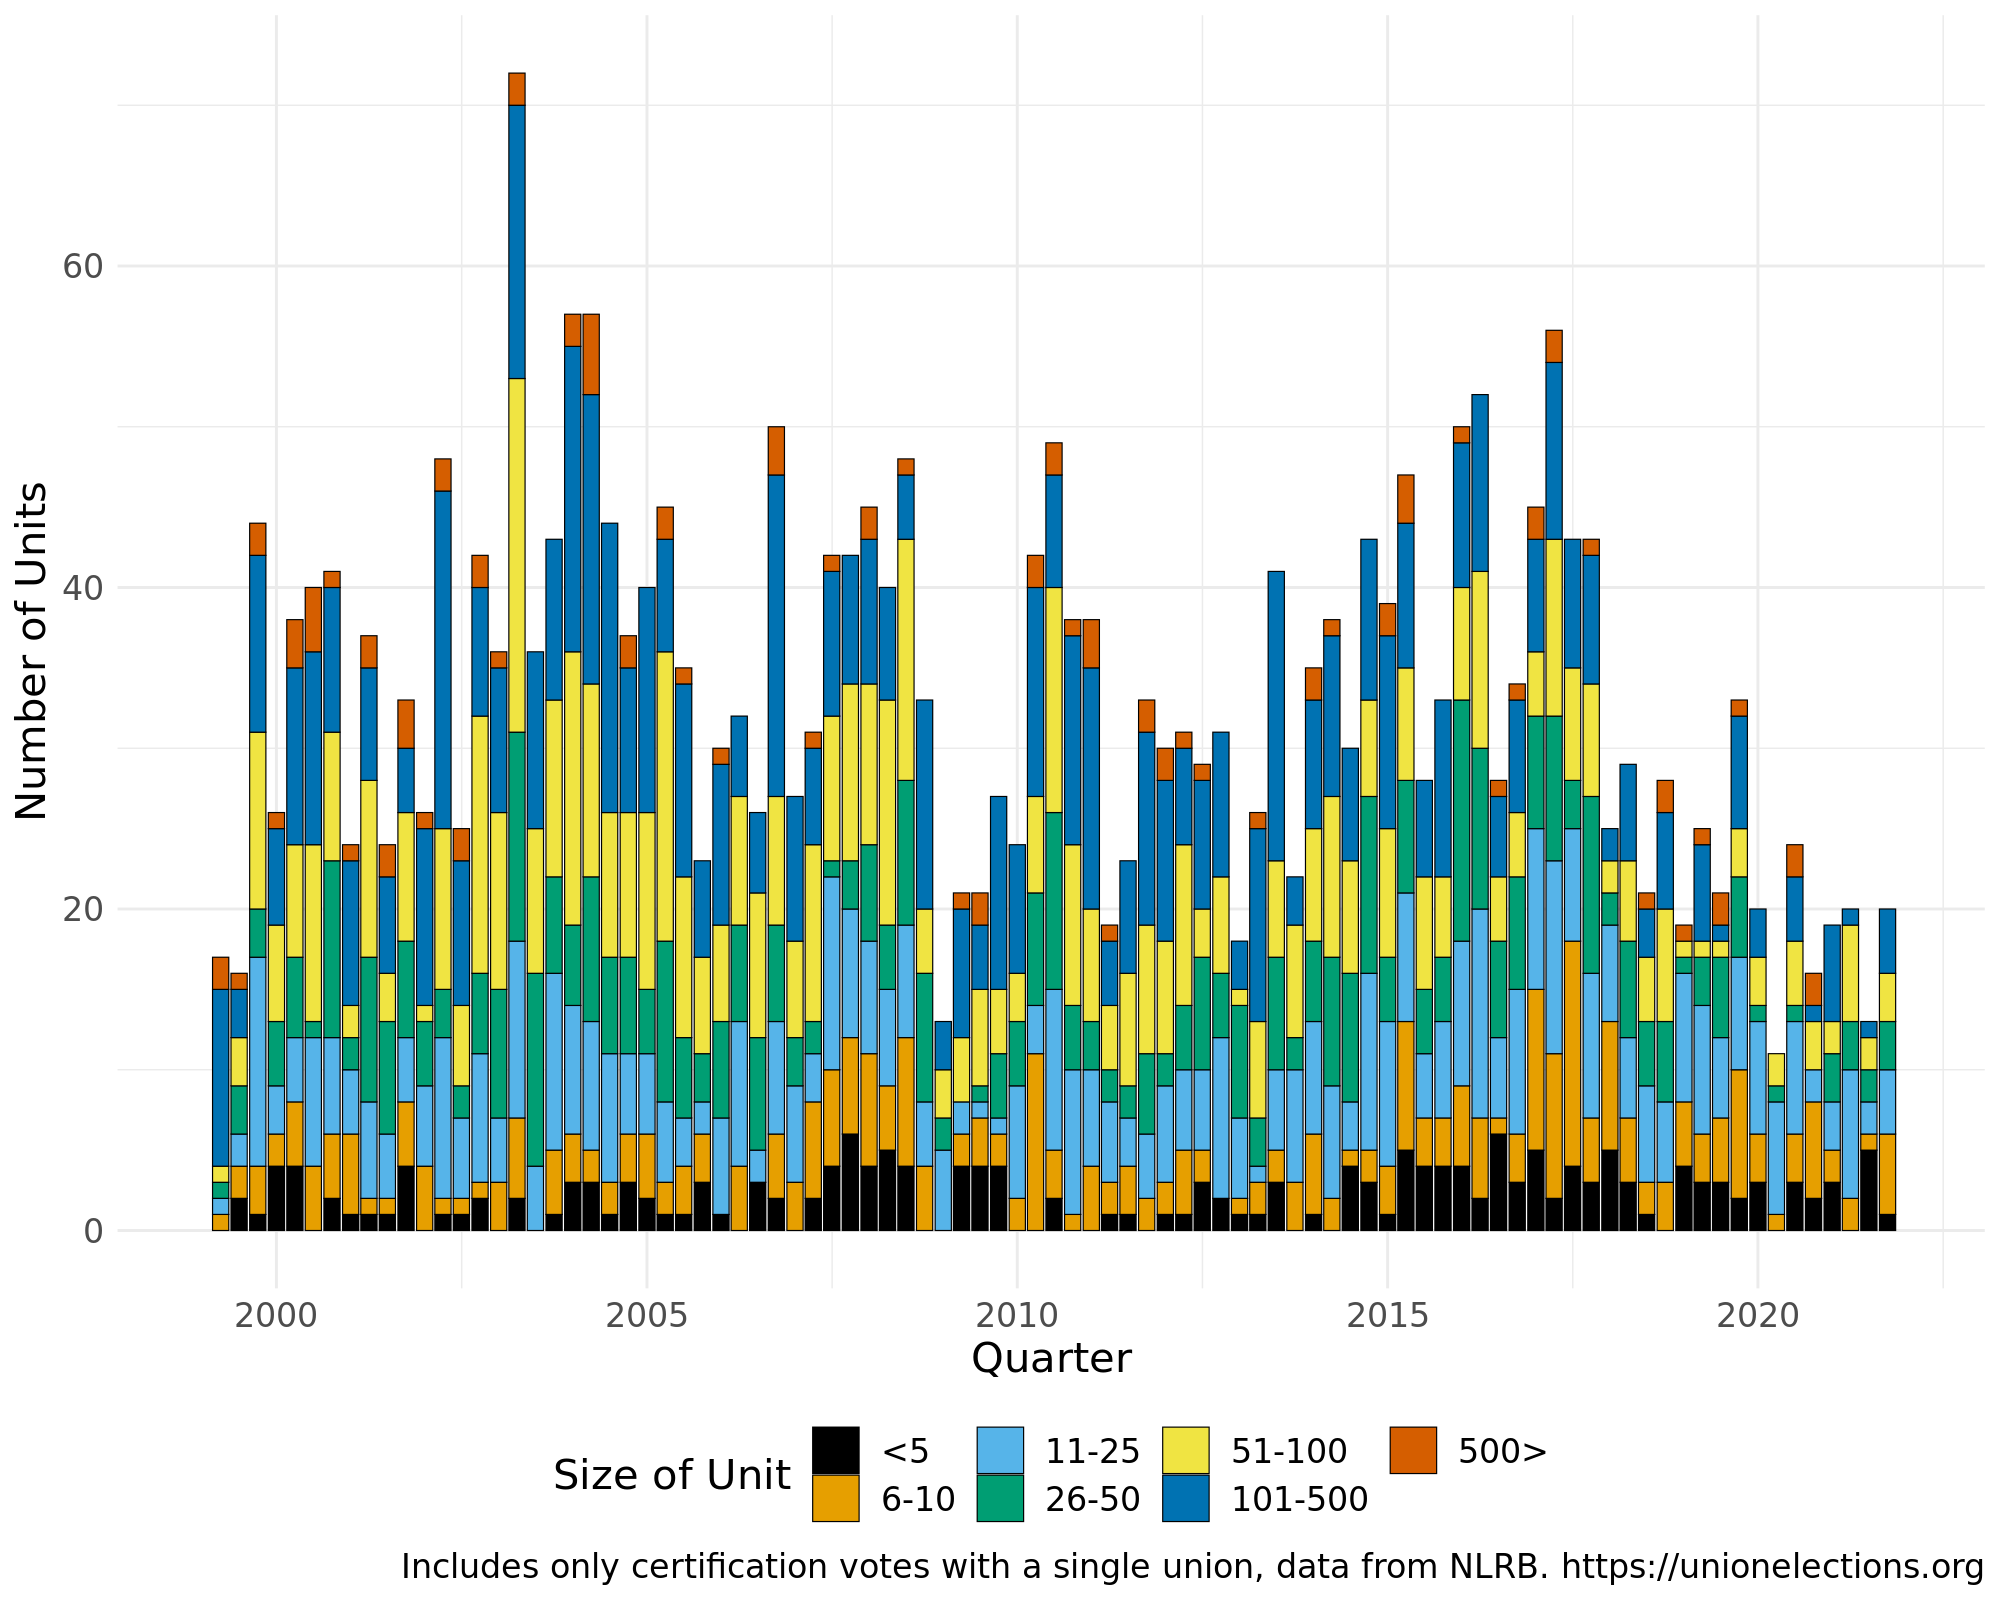 Number of Units
60
40
20
0
2000 2005 2010 2015 2020
Quarter
Size of Unit
<5 11-25 51-100 500>
6-10 26-50 101-500
Includes only certification votes with a single union, data from NLRB. https://unionelections.org